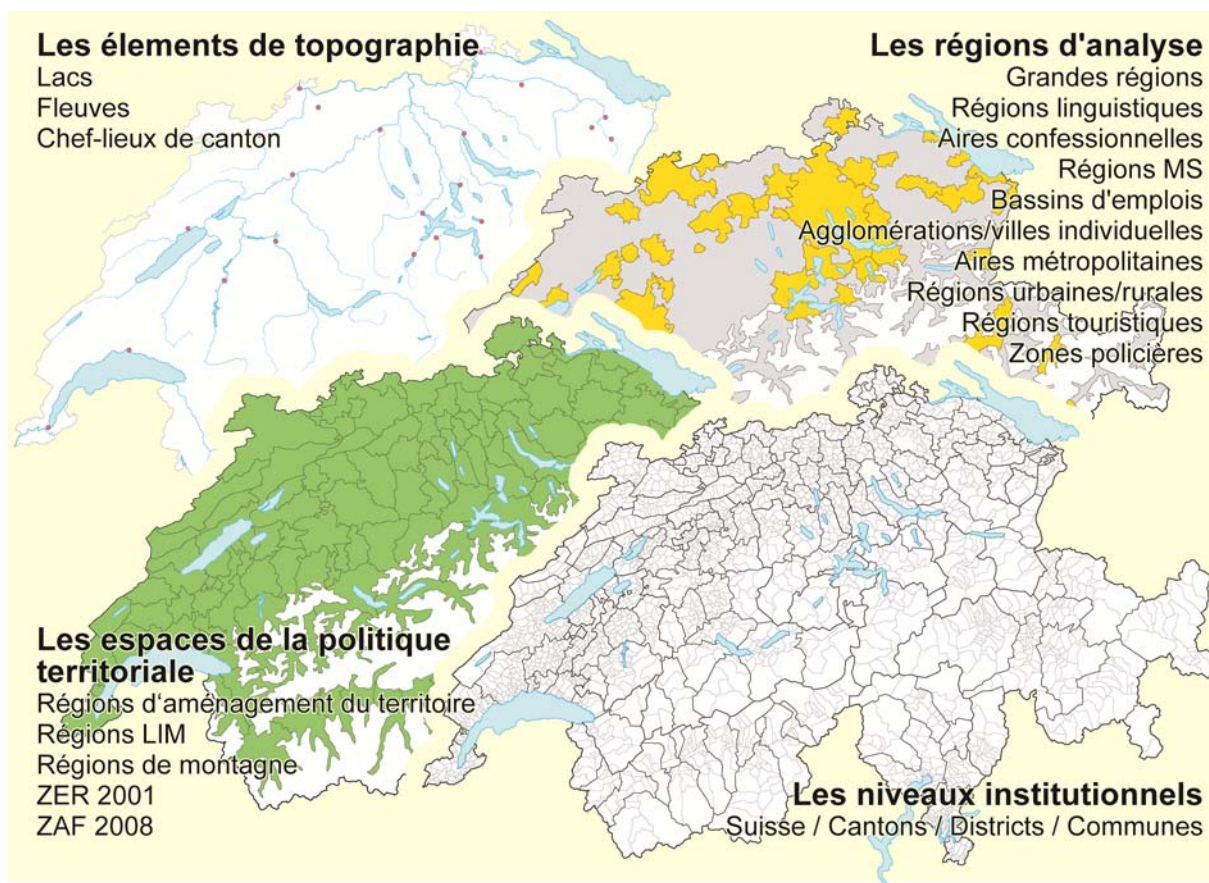 Les élements de topographie
Lacs
Fleuves
Chef-lieux de canton
Les régions d'analyse
Grandes régions
Régions linguistiques
Aires confessionnelles
Régions MS
Bassins d'emplois
Agglomérations/villes individuelles
Aires métropolitaines
Régions urbaines/rurales
Régions touristiques
Zones policières
Les espaces de la politique
territoriale
Régions d‘aménagement du territoire
Régions LIM
Régions de montagne
ZER 2001
ZAF 2008
Les niveaux institutionnels
Suisse / Cantons / Districts / Communes